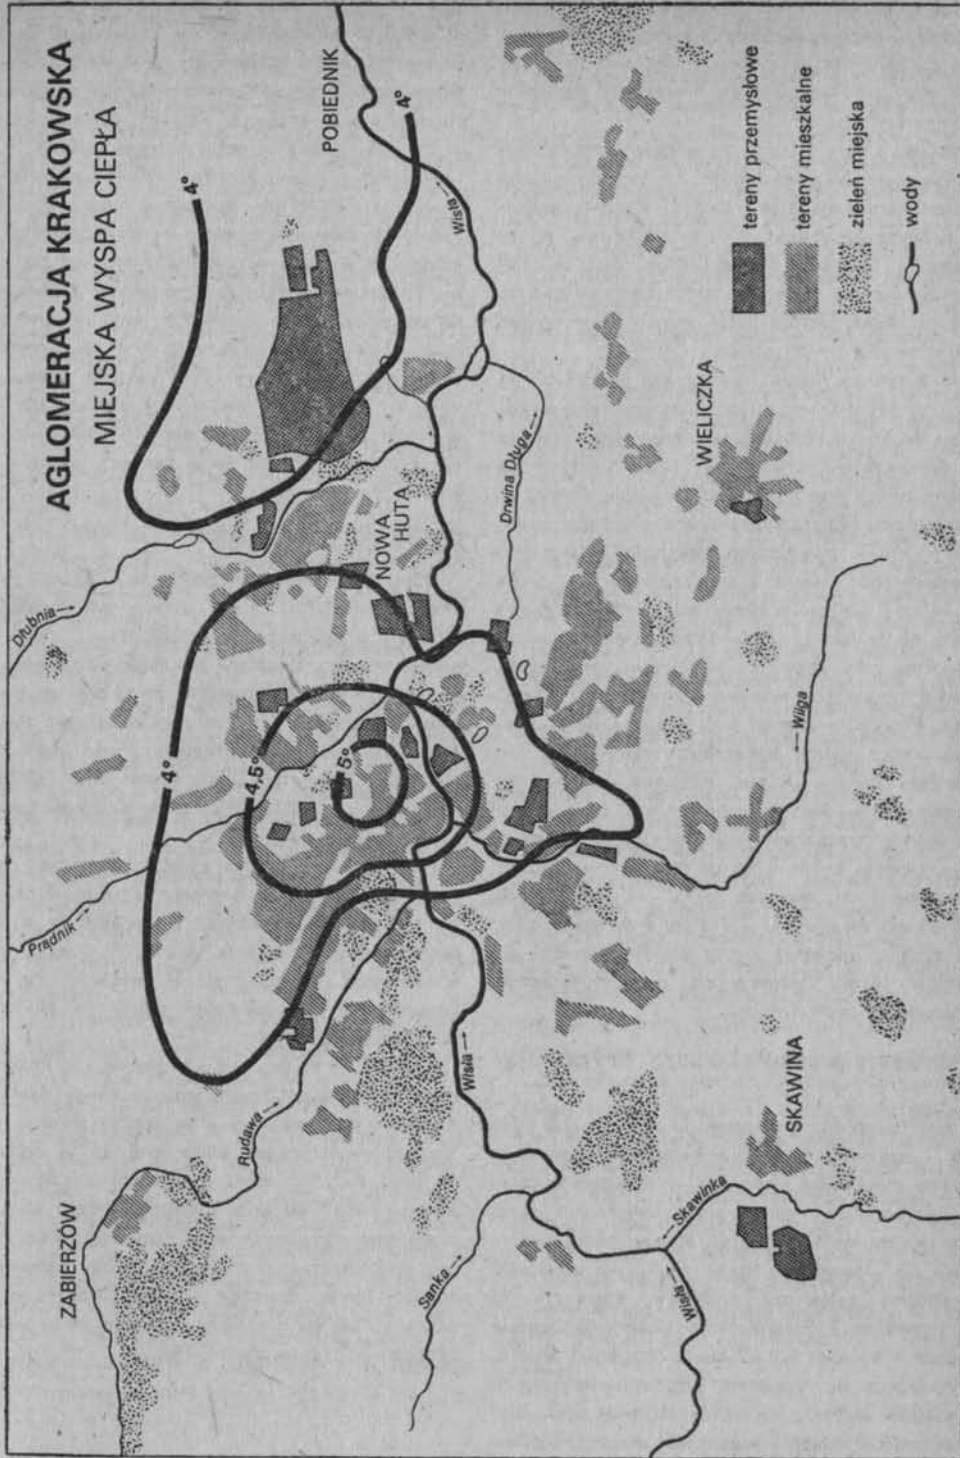 AGLOMERACJA KRAKOWSKA
MIEJSKA WYSPA CIEPŁA
ZABIERZÓW
Rudawa →
Prądnik →
Dłubnia →
POBIEDNIK
4°
4°
4°
4,5°
5°
NOWA
HUTA
← Wisła
Drwina Długa →
Wisła →
Sanka →
Wisła →
← Skawinka
SKAWINA
← Wilga
WIELICZKA
tereny przemysłowe
tereny mieszkalne
zieleń miejska
wody